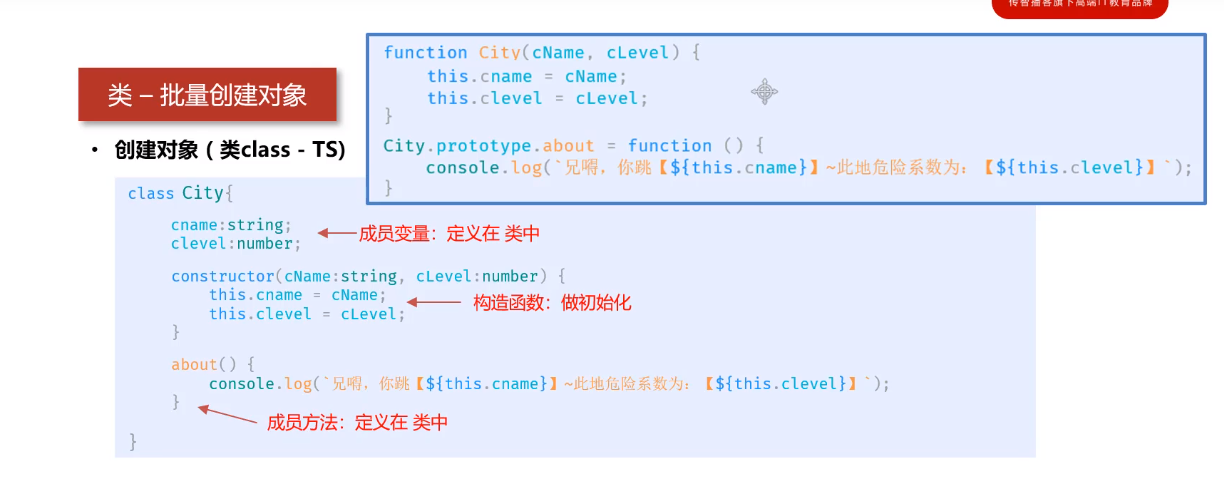 传智播客旗下高端IT教育品牌
类 – 批量创建对象
function City(cName, cLevel) {
this.cname = cName;
this.clevel = cLevel;
}
City.prototype.about = function () {
console.log(`兄嘚，你跳【${this.cname}】~此地危险系数为：【${this.clevel}】`);
}
• 创建对象（类class - TS)
class City{
cname:string;
clevel:number;
成员变量：定义在 类中
constructor(cName:string, cLevel:number) {
this.cname = cName;
this.clevel = cLevel;
}
构造函数：做初始化
about() {
console.log(`兄嘚，你跳【${this.cname}】~此地危险系数为：【${this.clevel}】`);
}
成员方法：定义在 类中
}